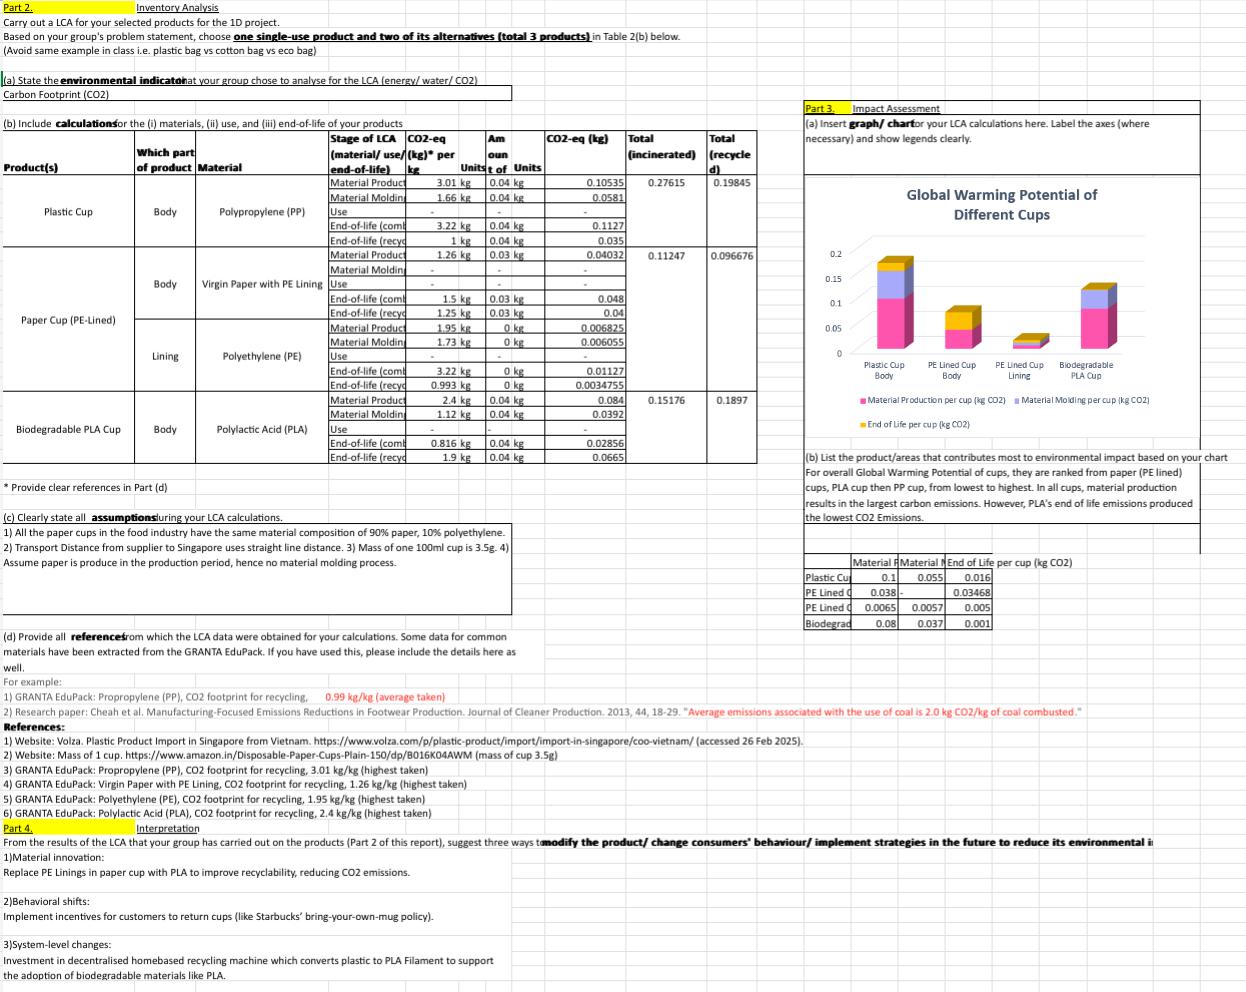 Part 2. Inventory Analysis
Carry out a LCA for your selected products for the 1D project.
Based on your group's problem statement, choose one single-use product and two of its alternatives (total 3 products) in Table 2(b) below.
(Avoid same example in class i.e. plastic bag vs cotton bag vs eco bag)
(a) State the environmental indicator that your group chose to analyse for the LCA (energy/ water/ CO2)
Carbon Footprint (CO2)
(b) Include calculations for the (i) materials, (ii) use, and (iii) end-of-life of your products
Product(s) Which part of product Material Stage of LCA (material/ use/ end-of-life) CO2-eq (kg)* per kg Units Am oun t of Units CO2-eq (kg) Total (incinerated) Total (recycle d)
Plastic Cup Body Polypropylene (PP) Material Product 3.01 kg 0.04 kg 0.10535 0.27615 0.19845
Material Molding 1.66 kg 0.04 kg 0.0581
Use - - -
End-of-life (comb 3.22 kg 0.04 kg 0.1127
End-of-life (recyc 1 kg 0.04 kg 0.035
Paper Cup (PE-Lined) Body Virgin Paper with PE Lining Material Product 1.26 kg 0.03 kg 0.04032 0.11247 0.096676
Material Molding - - -
Use - - -
End-of-life (comb 1.5 kg 0.03 kg 0.048
End-of-life (recyc 1.25 kg 0.03 kg 0.04
Lining Polyethylene (PE) Material Product 1.95 kg 0 kg 0.006825
Material Molding 1.73 kg 0 kg 0.006055
Use - - -
End-of-life (comb 3.22 kg 0 kg 0.01127
End-of-life (recyc 0.993 kg 0 kg 0.0034755
Biodegradable PLA Cup Body Polylactic Acid (PLA) Material Product 2.4 kg 0.04 kg 0.084 0.15176 0.1897
Material Molding 1.12 kg 0.04 kg 0.0392
Use - - -
End-of-life (comb 0.816 kg 0.04 kg 0.02856
End-of-life (recyc 1.9 kg 0.04 kg 0.0665
* Provide clear references in Part (d)
(c) Clearly state all assumptions during your LCA calculations.
1) All the paper cups in the food industry have the same material composition of 90% paper, 10% polyethylene.
2) Transport Distance from supplier to Singapore uses straight line distance. 3) Mass of one 100ml cup is 3.5g. 4)
Assume paper is produce in the production period, hence no material molding process.
(d) Provide all references from which the LCA data were obtained for your calculations. Some data for common
materials have been extracted from the GRANTA EduPack. If you have used this, please include the details here as
well.
For example:
1) GRANTA EduPack: Propropylene (PP), CO2 footprint for recycling, 0.99 kg/kg (average taken)
2) Research paper: Cheah et al. Manufacturing-Focused Emissions Reductions in Footwear Production. Journal of Cleaner Production. 2013, 44, 18-29. "Average emissions associated with the use of coal is 2.0 kg CO2/kg of coal combusted."
References:
1) Website: Volza. Plastic Product Import in Singapore from Vietnam. https://www.volza.com/p/plastic-product/import/import-in-singapore/coo-vietnam/ (accessed 26 Feb 2025).
2) Website: Mass of 1 cup. https://www.amazon.in/Disposable-Paper-Cups-Plain-150/dp/B016K04AWM (mass of cup 3.5g)
3) GRANTA EduPack: Propropylene (PP), CO2 footprint for recycling, 3.01 kg/kg (highest taken)
4) GRANTA EduPack: Virgin Paper with PE Lining, CO2 footprint for recycling, 1.26 kg/kg (highest taken)
5) GRANTA EduPack: Polyethylene (PE), CO2 footprint for recycling, 1.95 kg/kg (highest taken)
6) GRANTA EduPack: Polylactic Acid (PLA), CO2 footprint for recycling, 2.4 kg/kg (highest taken)
Part 4. Interpretation
From the results of the LCA that your group has carried out on the products (Part 2 of this report), suggest three ways to modify the product/ change consumers' behaviour/ implement strategies in the future to reduce its environmental i
1)Material innovation:
Replace PE Linings in paper cup with PLA to improve recyclability, reducing CO2 emissions.
2)Behavioral shifts:
Implement incentives for customers to return cups (like Starbucks' bring-your-own-mug policy).
3)System-level changes:
Investment in decentralised homebased recycling machine which converts plastic to PLA Filament to support
the adoption of biodegradable materials like PLA.
Part 3. Impact Assessment
(a) Insert graph/ chart for your LCA calculations here. Label the axes (where
necessary) and show legends clearly.
Global Warming Potential of
Different Cups
0.2
0.15
0.1
0.05
0
Plastic Cup Body PE Lined Cup Body PE Lined Cup Lining Biodegradable PLA Cup
Material Production per cup (kg CO2) Material Molding per cup (kg CO2)
End of Life per cup (kg CO2)
(b) List the product/areas that contributes most to environmental impact based on your chart
For overall Global Warming Potential of cups, they are ranked from paper (PE lined)
cups, PLA cup then PP cup, from lowest to highest. In all cups, material production
results in the largest carbon emissions. However, PLA's end of life emissions produced
the lowest CO2 Emissions.
Material P Material M End of Life per cup (kg CO2)
Plastic Cup 0.1 0.055 0.016
PE Lined C 0.038 - 0.03468
PE Lined C 0.0065 0.0057 0.005
Biodegrad 0.08 0.037 0.001